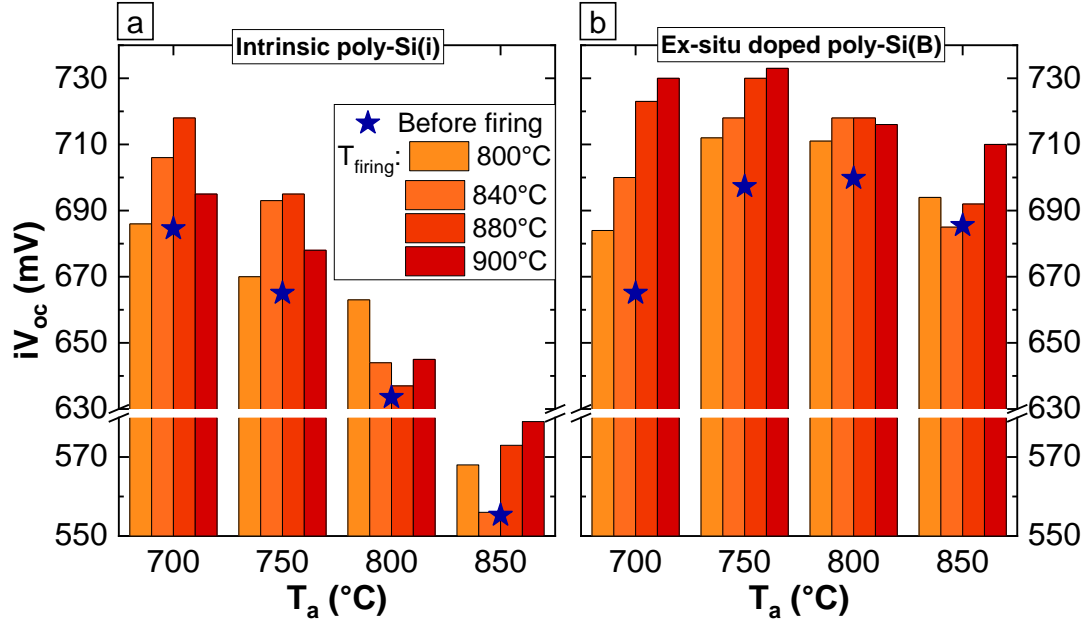 a
Intrinsic poly-Si(i)
b
Ex-situ doped poly-Si(B)
Before firing
T_firing: 800°C
840°C
880°C
900°C
iV_oc (mV)
730
710
690
670
650
630
570
550
730
710
690
670
650
630
570
550
700 750 800 850
700 750 800 850
T_a (°C)
T_a (°C)